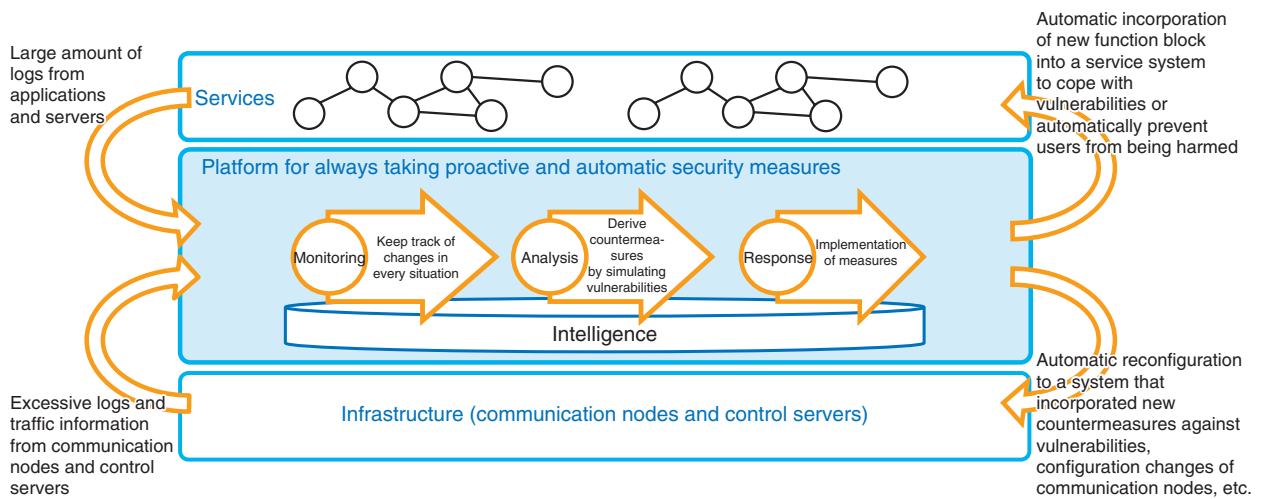 Large amount of
logs from
applications
and servers
Services
Automatic incorporation
of new function block
into a service system
to cope with
vulnerabilities or
automatically prevent
users from being harmed
Platform for always taking proactive and automatic security measures
Monitoring
Keep track of
changes in
every situation
Analysis
Derive
countermea-
sures
by simulating
vulnerabilities
Response
Implementation
of measures
Intelligence
Excessive logs and
traffic information
from communication
nodes and control
servers
Infrastructure (communication nodes and control servers)
Automatic reconfiguration
to a system that
incorporated new
countermeasures against
vulnerabilities,
configuration changes of
communication nodes, etc.